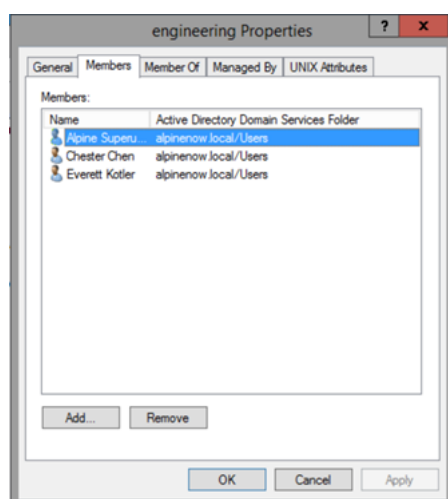 engineering Properties
? x
General Members Member Of Managed By UNIX Attributes
Members:
Name Active Directory Domain Services Folder
Alpine Superu... alpinenow.local/Users
Chester Chen alpinenow.local/Users
Everett Kotler alpinenow.local/Users
Add... Remove
OK Cancel Apply